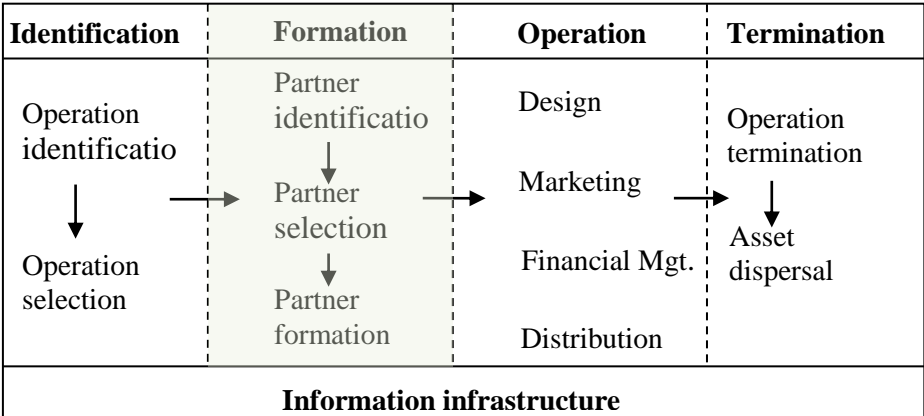 Identification
Formation
Operation
Termination
Operation
identificatio
Operation
selection
Partner
identificatio
Partner
selection
Partner
formation
Design
Marketing
Financial Mgt.
Distribution
Operation
termination
Asset
dispersal
Information infrastructure